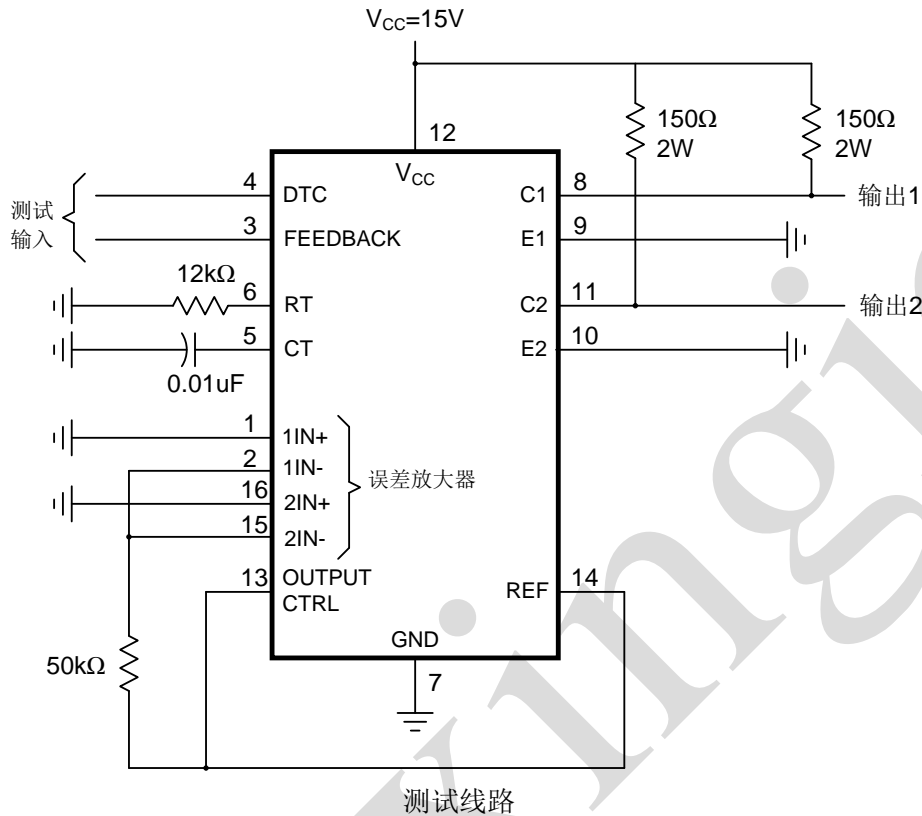 VCC=15V
150Ω
2W
150Ω
2W
12
VCC
测试
输入
4
DTC
3
FEEDBACK
12kΩ
6
RT
5
CT
0.01uF
C1
8
输出1
E1
9
C2
11
输出2
E2
10
1
1IN+
2
1IN-
16
2IN+
15
2IN-
误差放大器
13
OUTPUT
CTRL
REF
14
GND
7
50kΩ
测试线路